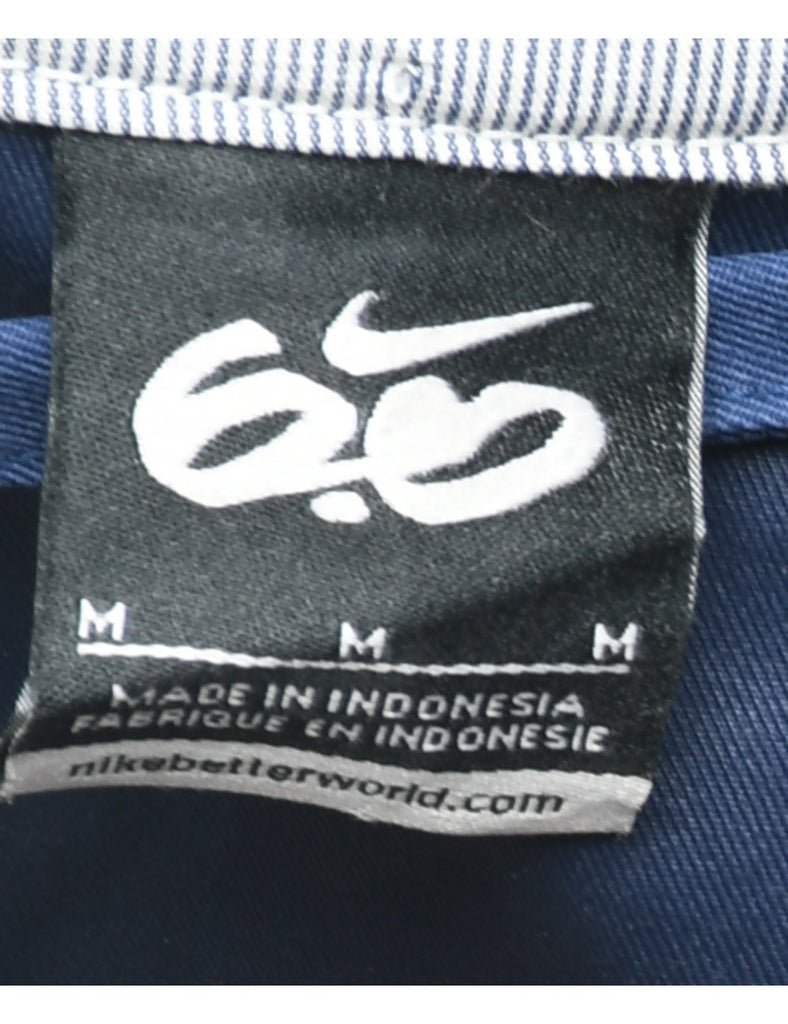 6.0
M M M
MADE IN INDONESIA
FABRIQUE EN INDONESIE
nikebetterworld.com